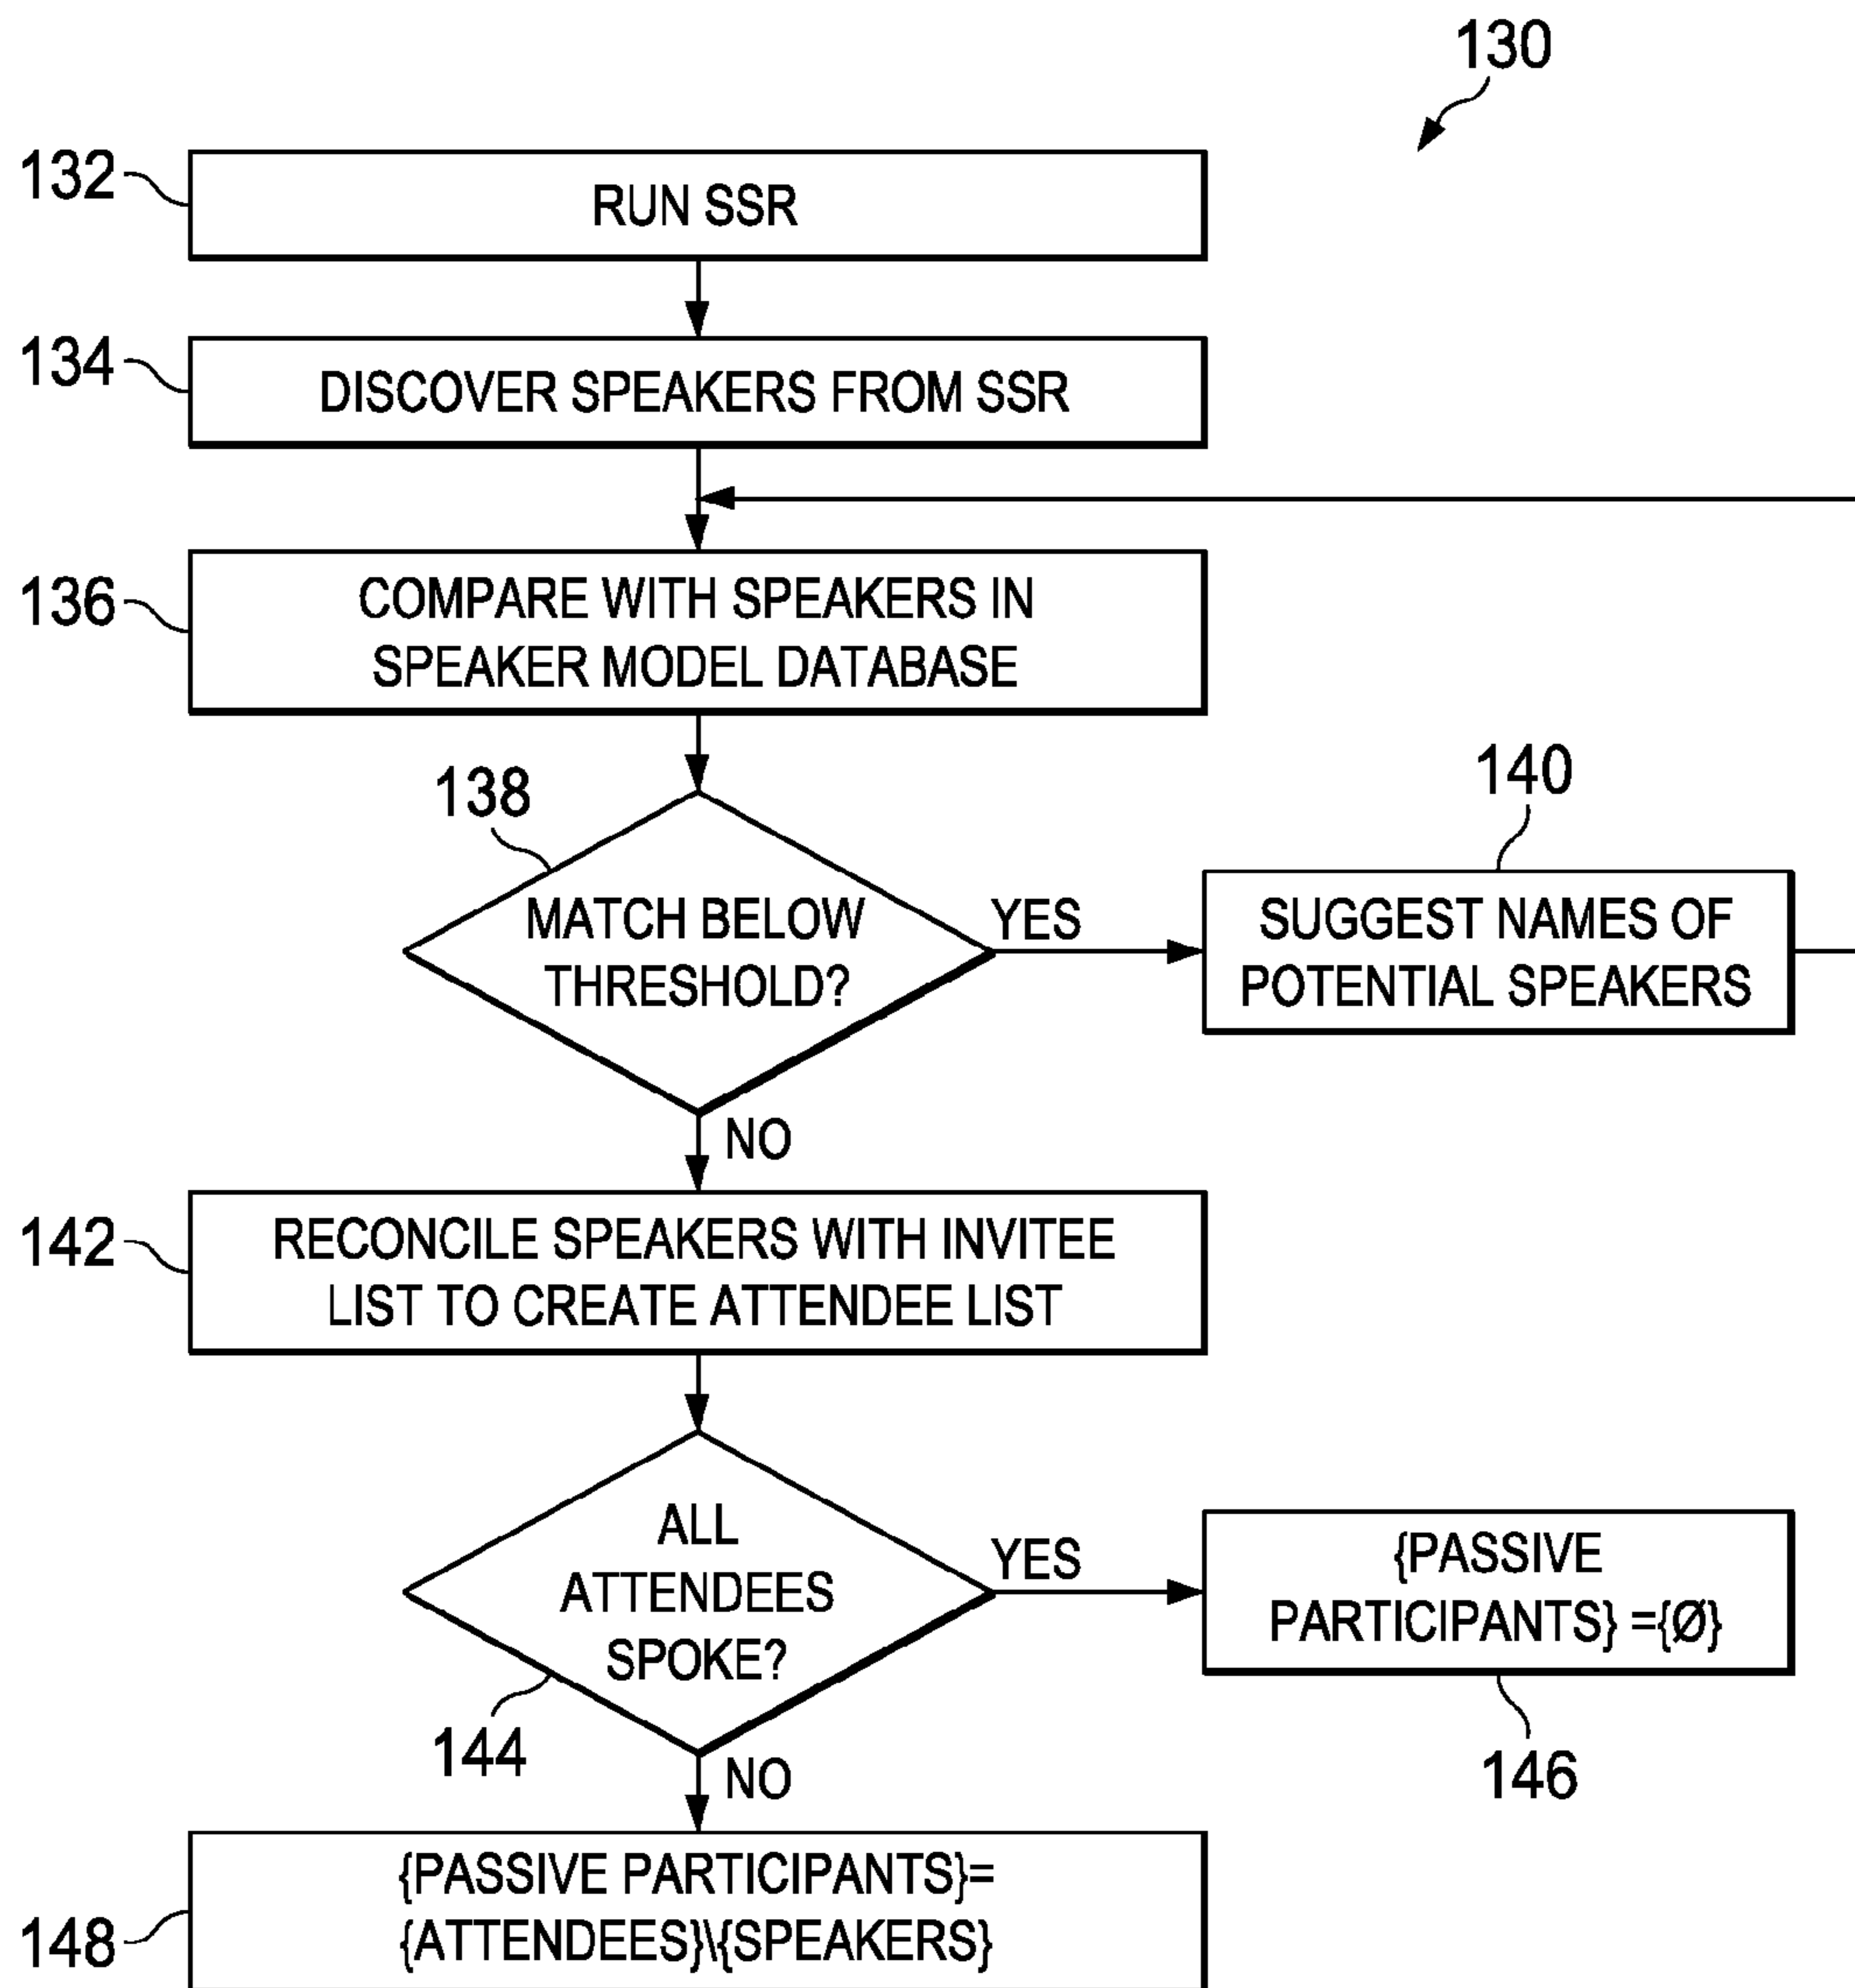 130
132
RUN SSR
134
DISCOVER SPEAKERS FROM SSR
136
COMPARE WITH SPEAKERS IN
SPEAKER MODEL DATABASE
138
MATCH BELOW
THRESHOLD?
YES
140
SUGGEST NAMES OF
POTENTIAL SPEAKERS
NO
142
RECONCILE SPEAKERS WITH INVITEE
LIST TO CREATE ATTENDEE LIST
ALL
ATTENDEES
SPOKE?
144
YES
{PASSIVE
PARTICIPANTS} ={Ø}
146
NO
148
{PASSIVE PARTICIPANTS}=
{ATTENDEES}\{SPEAKERS}